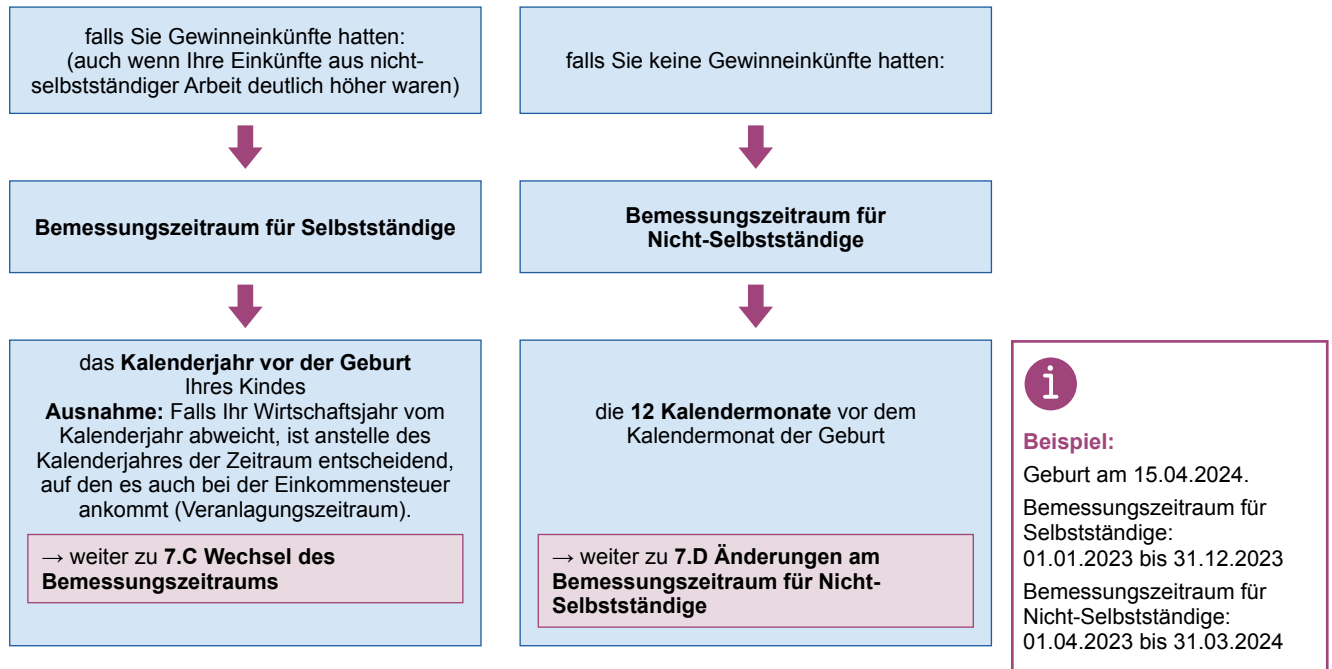 falls Sie Gewinneinkünfte hatten:
(auch wenn Ihre Einkünfte aus nicht-
selbstständiger Arbeit deutlich höher waren)
Bemessungszeitraum für Selbstständige
das Kalenderjahr vor der Geburt
Ihres Kindes
Ausnahme: Falls Ihr Wirtschaftsjahr vom
Kalenderjahr abweicht, ist anstelle des
Kalenderjahres der Zeitraum entscheidend,
auf den es auch bei der Einkommensteuer
ankommt (Veranlagungszeitraum).
→ weiter zu 7.C Wechsel des
Bemessungszeitraums
falls Sie keine Gewinneinkünfte hatten:
Bemessungszeitraum für
Nicht-Selbstständige
die 12 Kalendermonate vor dem
Kalendermonat der Geburt
→ weiter zu 7.D Änderungen am
Bemessungszeitraum für Nicht-
Selbstständige
i
Beispiel:
Geburt am 15.04.2024.
Bemessungszeitraum für
Selbstständige:
01.01.2023 bis 31.12.2023
Bemessungszeitraum für
Nicht-Selbstständige:
01.04.2023 bis 31.03.2024